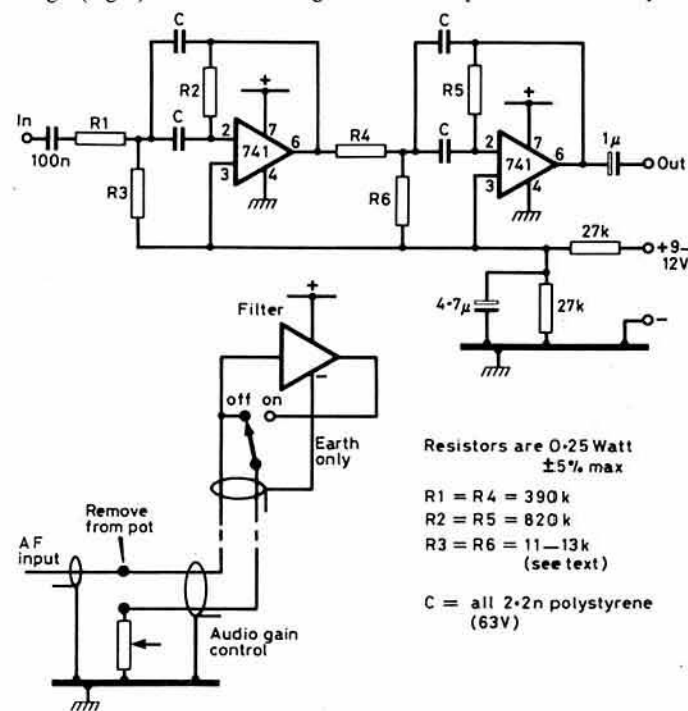 C
C
R2
R5
In
R1
C
2
+
7
6
R4
C
2
+
7
6
1µ
Out
100n
741
741
3
4
3
4
R3
R6
27k
+9–
12V
4·7µ
27k
–
Filter
+
off on
–
Earth
only
Remove
from pot
AF
input
Audio gain
control
Resistors are 0·25 Watt
±5% max
R1 = R4 = 390k
R2 = R5 = 820k
R3 = R6 = 11–13k
(see text)
C = all 2·2n polystyrene
(63V)